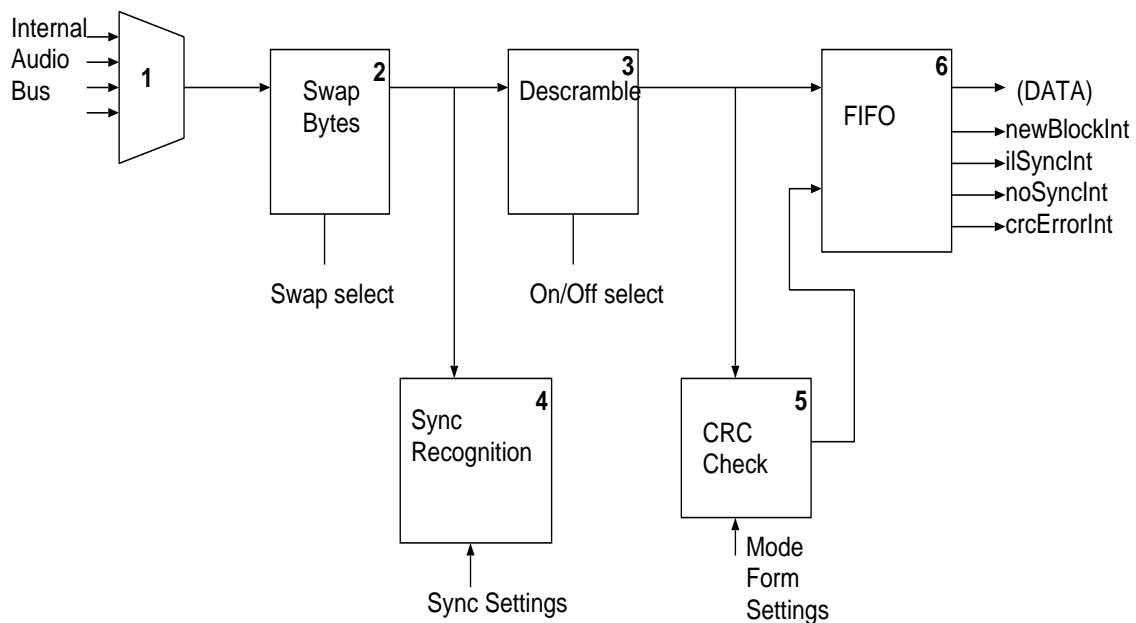 Internal
Audio
Bus
1
2
Swap
Bytes
Swap select
3
Descramble
On/Off select
6
FIFO
(DATA)
newBlockInt
ilSyncInt
noSyncInt
crcErrorInt
4
Sync
Recognition
Sync Settings
5
CRC
Check
Mode
Form
Settings